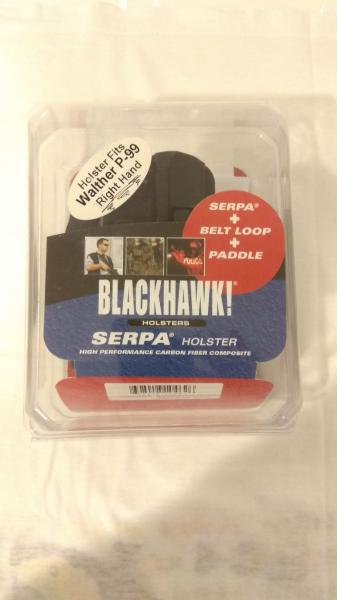 Holster Fits
Walther P-99
Right Hand
SERPA®
+
BELT LOOP
+
PADDLE
POLICE
BLACKHAWK!®
HOLSTERS
SERPA® HOLSTER
HIGH PERFORMANCE CARBON FIBER COMPOSITE